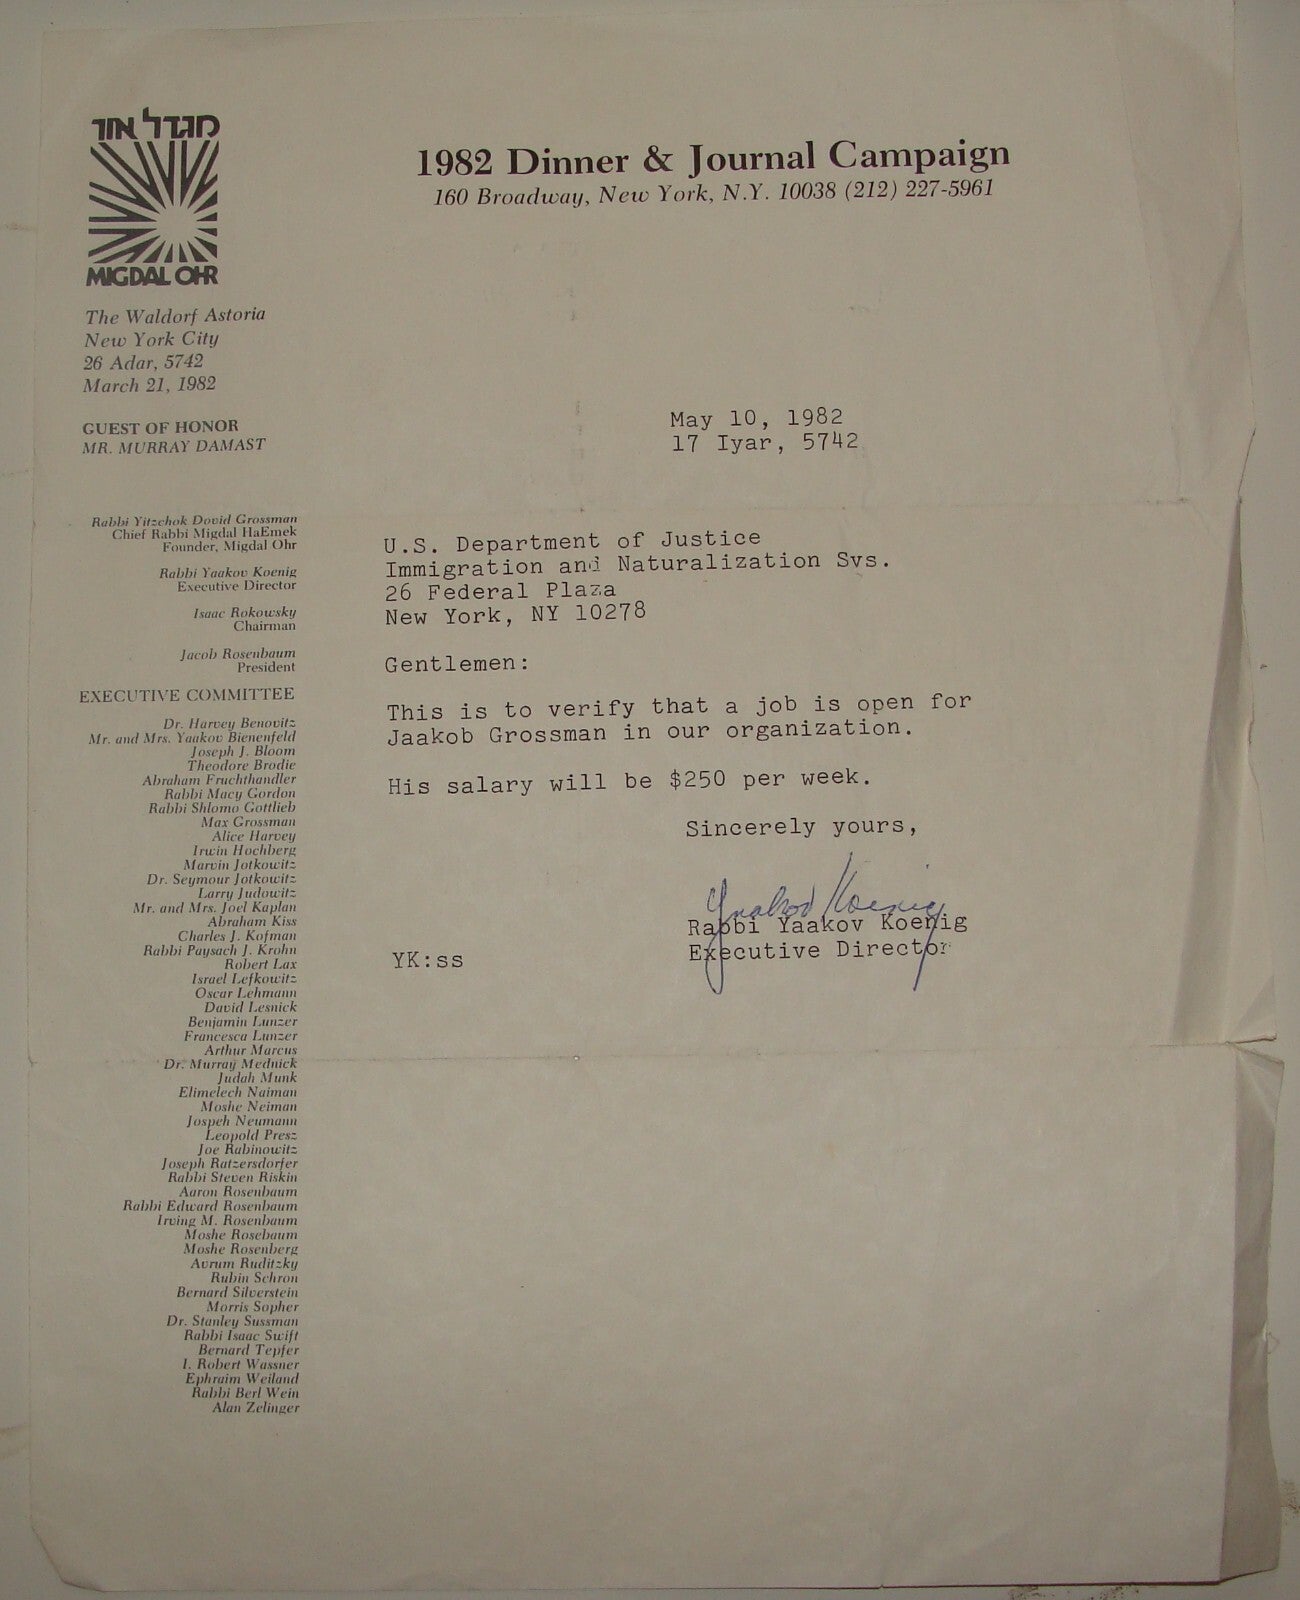 מגדל אור
MIGDAL OHR
1982 Dinner & Journal Campaign
160 Broadway, New York, N.Y. 10038 (212) 227-5961
The Waldorf Astoria
New York City
26 Adar, 5742
March 21, 1982
GUEST OF HONOR
MR. MURRAY DAMAST
May 10, 1982
17 Iyar, 5742
Rabbi Yitzchok Dovid Grossman
Chief Rabbi Migdal HaEmek
Founder, Migdal Ohr
Rabbi Yaakov Koenig
Executive Director
Isaac Rokowsky
Chairman
Jacob Rosenbaum
President
EXECUTIVE COMMITTEE
Dr. Harvey Benovitz
Mr. and Mrs. Yaakov Bienenfeld
Joseph J. Bloom
Theodore Brodie
Abraham Fruchthandler
Rabbi Macy Gordon
Rabbi Shlomo Gottlieb
Max Grossman
Alice Harvey
Irwin Hochberg
Marvin Jotkowitz
Dr. Seymour Jotkowitz
Larry Judowitz
Mr. and Mrs. Joel Kaplan
Abraham Kiss
Charles J. Kofman
Rabbi Paysach J. Krohn
Robert Lax
Israel Lefkowitz
Oscar Lehmann
David Lesnick
Benjamin Lunzer
Francesca Lunzer
Arthur Marcus
Dr. Murray Mednick
Judah Munk
Elimelech Naiman
Moshe Neiman
Jospeh Neumann
Leopold Presz
Joe Rabinowitz
Joseph Ratzersdorfer
Rabbi Steven Riskin
Aaron Rosenbaum
Rabbi Edward Rosenbaum
Irving M. Rosenbaum
Moshe Rosebaum
Moshe Rosenberg
Avrum Ruditzky
Rubin Schron
Bernard Silverstein
Morris Sopher
Dr. Stanley Sussman
Rabbi Isaac Swift
Bernard Tepfer
I. Robert Wassner
Ephraim Weiland
Rabbi Berl Wein
Alan Zelinger
U.S. Department of Justice
Immigration and Naturalization Svs.
26 Federal Plaza
New York, NY 10278
Gentlemen:
This is to verify that a job is open for
Jaakob Grossman in our organization.
His salary will be $250 per week.
Sincerely yours,
Yaakov Koenig
Rabbi Yaakov Koenig
Executive Director
YK:ss